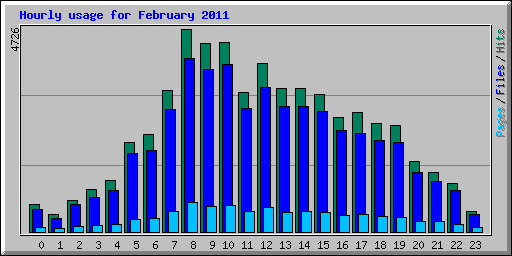 Hourly usage for February 2011
4726
Pages / Files / Hits
0 1 2 3 4 5 6 7 8 9 10 11 12 13 14 15 16 17 18 19 20 21 22 23